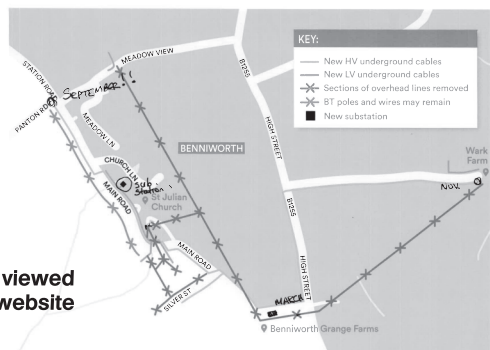 KEY:
New HV underground cables
New LV underground cables
Sections of overhead lines removed
BT poles and wires may remain
New substation
MEADOW VIEW
B1255
STATION ROAD
SEPTEMBER!!
PANTON RD
MEADOW LN
HIGH STREET
BENNIWORTH
Wark
Farm
CHURCH LN
NOV.
Sub.
Station
MAIN ROAD
St Julian
Church
B1255
MAIN ROAD
HIGH STREET
viewed
website
SILVER ST
MARCH
Benniworth Grange Farms